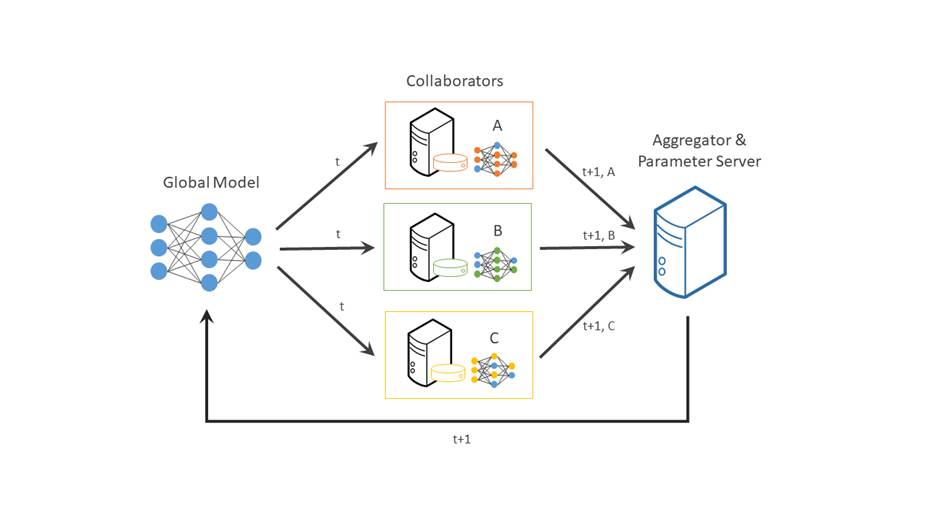 Collaborators
Global Model
Aggregator &
Parameter Server
t
A
t+1, A
t
B
t+1, B
t
C
t+1, C
t+1